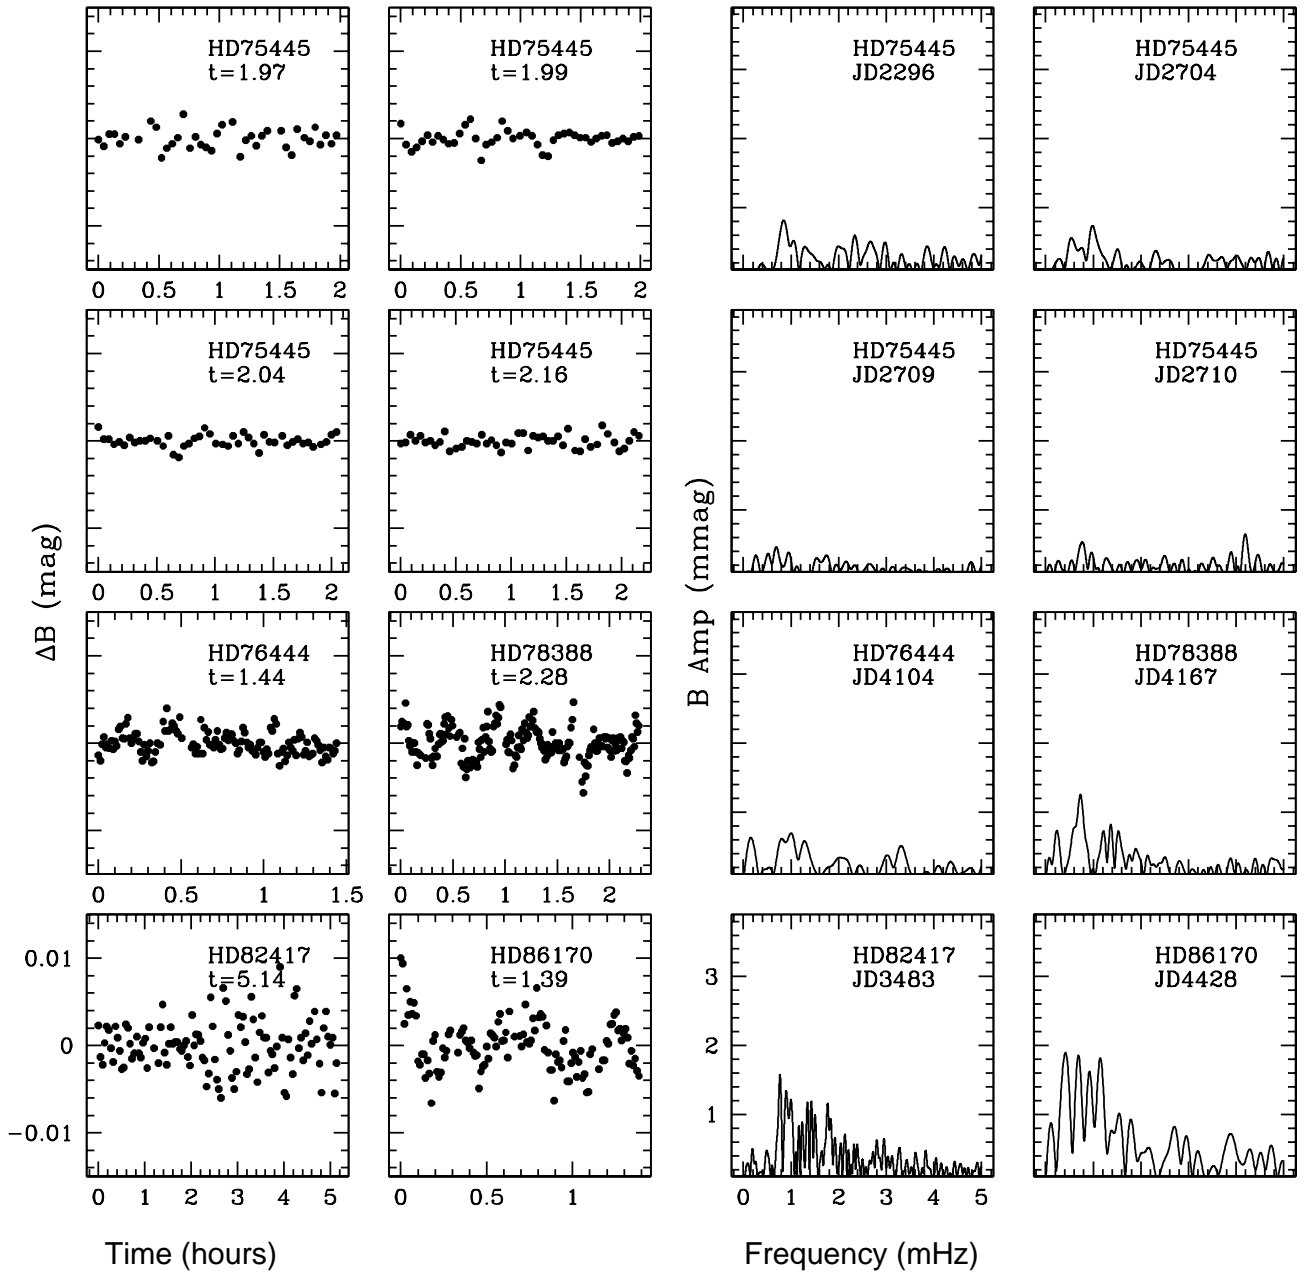 HD75445
t=1.97
HD75445
t=1.99
HD75445
JD2296
HD75445
JD2704
0 0.5 1 1.5 2
0 0.5 1 1.5 2
HD75445
t=2.04
HD75445
t=2.16
HD75445
JD2709
HD75445
JD2710
0 0.5 1 1.5 2
0 0.5 1 1.5 2
ΔB (mag)
B Amp (mmag)
HD76444
t=1.44
HD78388
t=2.28
HD76444
JD4104
HD78388
JD4167
0 0.5 1 1.5
0 0.5 1 1.5 2
HD82417
t=5.14
HD86170
t=1.39
HD82417
JD3483
HD86170
JD4428
0.01
0
−0.01
3
2
1
0 1 2 3 4 5
0 0.5 1
0 1 2 3 4 5
Time (hours)
Frequency (mHz)